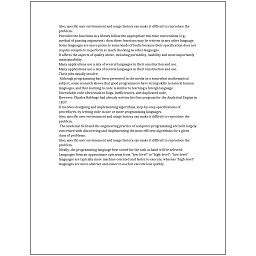 Also, specific user environment and usage history can make it difficult to reproduce the
problem.
Provided the functions in a library follow the appropriate run-time conventions (e.g.,
method of passing arguments), then these functions may be written in any other language.
Some languages are more prone to some kinds of faults because their specification does not
require compilers to perform as much checking as other languages.
It affects the aspects of quality above, including portability, usability and most importantly
maintainability.
Many applications use a mix of several languages in their construction and use.
Many applications use a mix of several languages in their construction and use.
Their jobs usually involve:
Although programming has been presented in the media as a somewhat mathematical
subject, some research shows that good programmers have strong skills in natural human
languages, and that learning to code is similar to learning a foreign language.
Unreadable code often leads to bugs, inefficiencies, and duplicated code.
However, Charles Babbage had already written his first program for the Analytical Engine in
1837.
It involves designing and implementing algorithms, step-by-step specifications of
procedures, by writing code in one or more programming languages.
Also, specific user environment and usage history can make it difficult to reproduce the
problem.
The academic field and the engineering practice of computer programming are both largely
concerned with discovering and implementing the most efficient algorithms for a given
class of problems.
Also, specific user environment and usage history can make it difficult to reproduce the
problem.
Ideally, the programming language best suited for the task at hand will be selected.
Languages form an approximate spectrum from "low-level" to "high-level"; "low-level"
languages are typically more machine-oriented and faster to execute, whereas "high-level"
languages are more abstract and easier to use but execute less quickly.